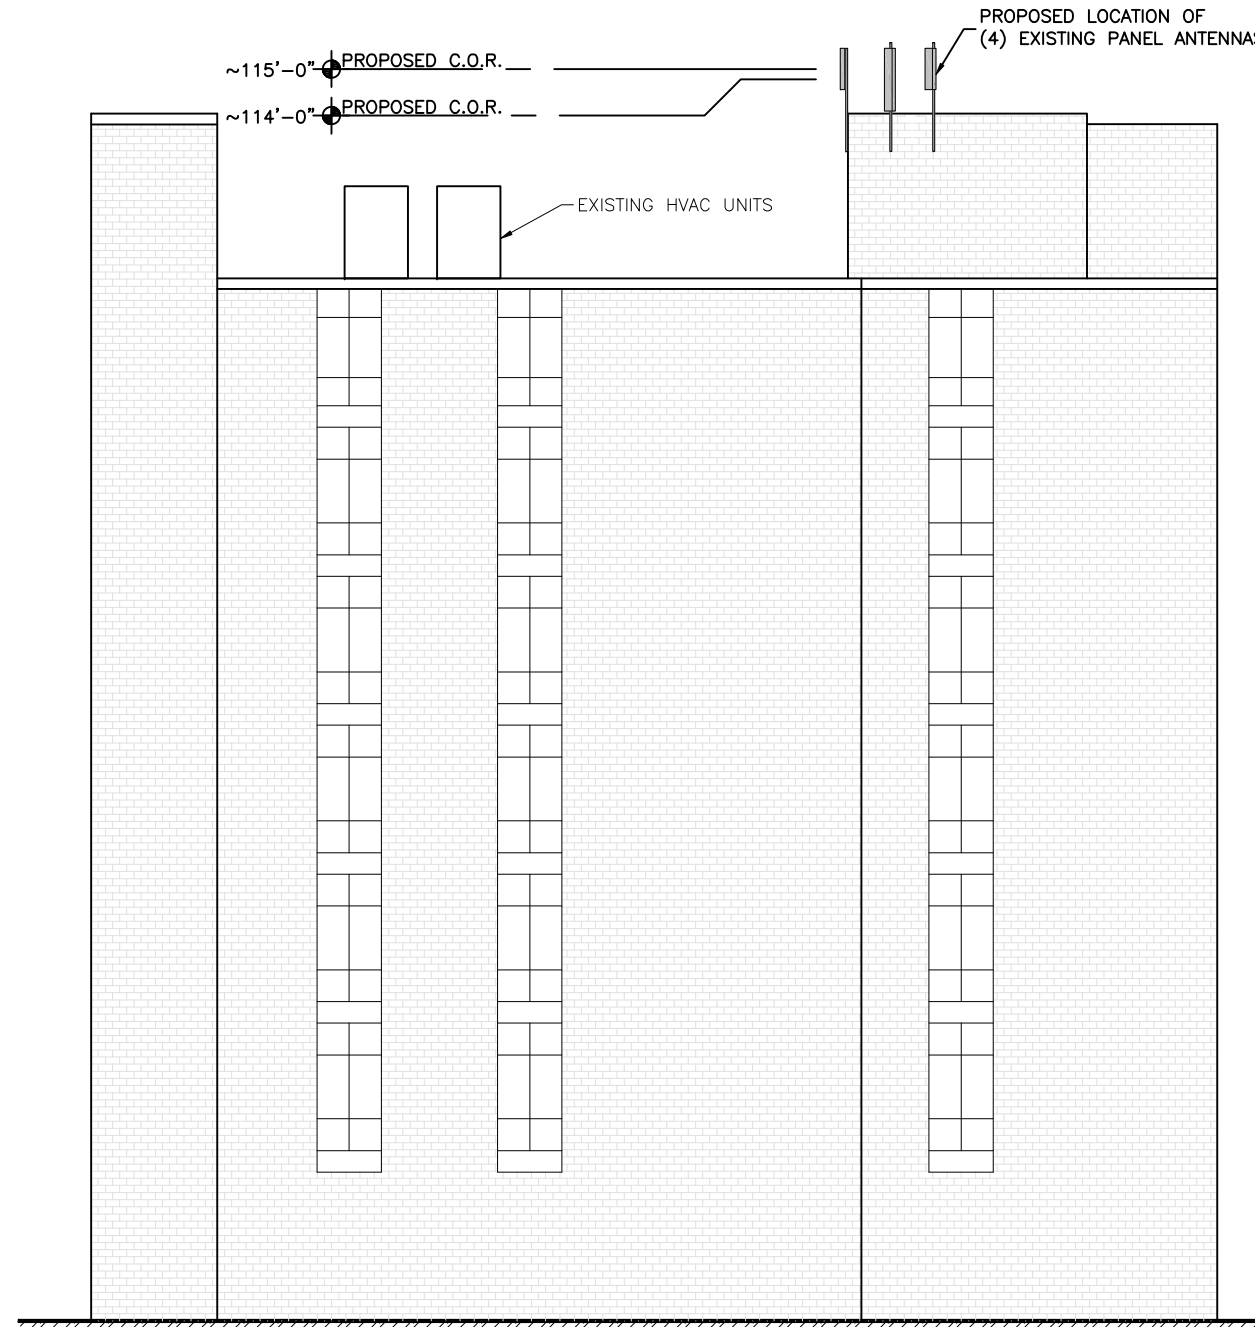 PROPOSED LOCATION OF
(4) EXISTING PANEL ANTENNAS
~115'-0" PROPOSED C.O.R.
~114'-0" PROPOSED C.O.R.
EXISTING HVAC UNITS